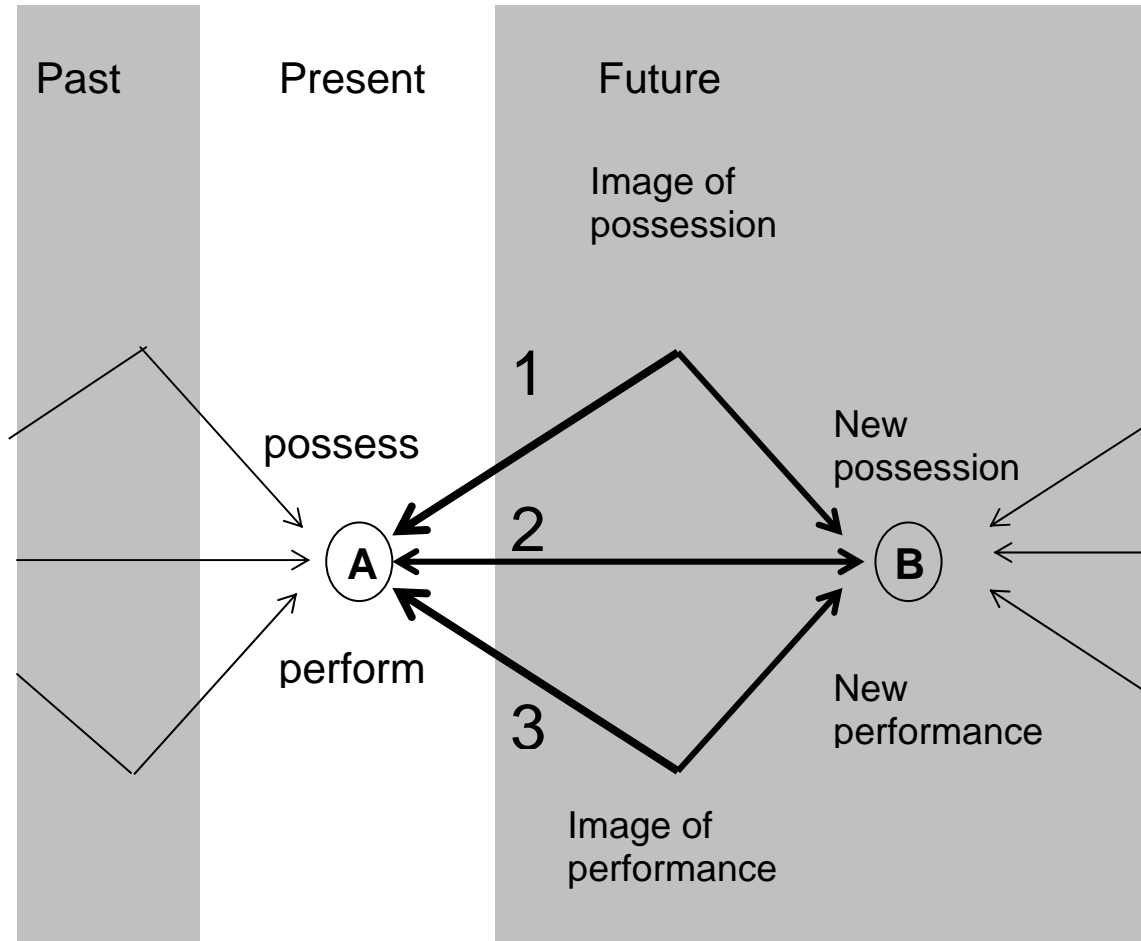 Past Present Future
Image of
possession
1
possess
New
possession
2
A
B
perform
New
performance
3
Image of
performance